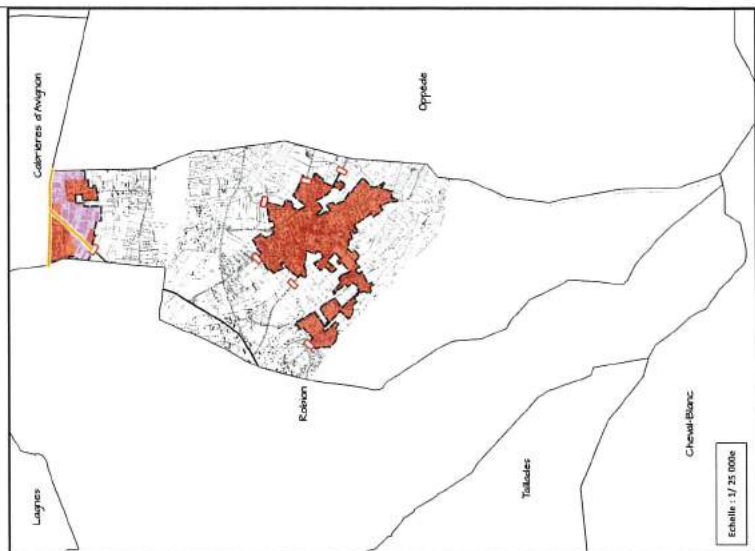 Lagnes
Cabrières d'Avignon
Robion
Oppède
Taillades
Cheval-Blanc
Echelle : 1/ 25 000e